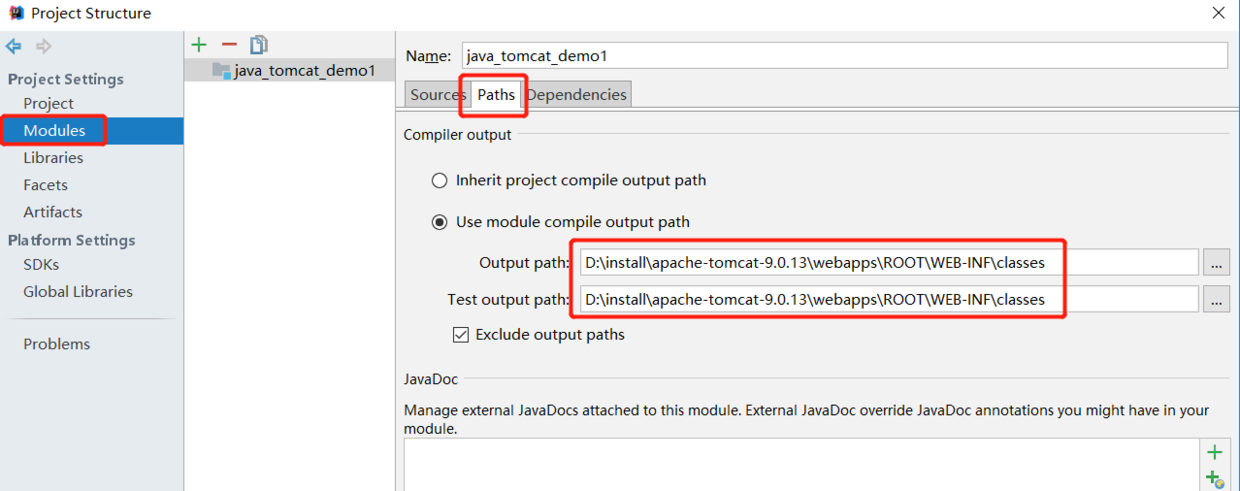 Project Structure
Project Settings
Project
Modules
Libraries
Facets
Artifacts
Platform Settings
SDKs
Global Libraries
Problems
java_tomcat_demo1
Name: java_tomcat_demo1
Sources Paths Dependencies
Compiler output
Inherit project compile output path
Use module compile output path
Output path: D:\install\apache-tomcat-9.0.13\webapps\ROOT\WEB-INF\classes ...
Test output path: D:\install\apache-tomcat-9.0.13\webapps\ROOT\WEB-INF\classes ...
Exclude output paths
JavaDoc
Manage external JavaDocs attached to this module. External JavaDoc override JavaDoc annotations you might have in your
module.